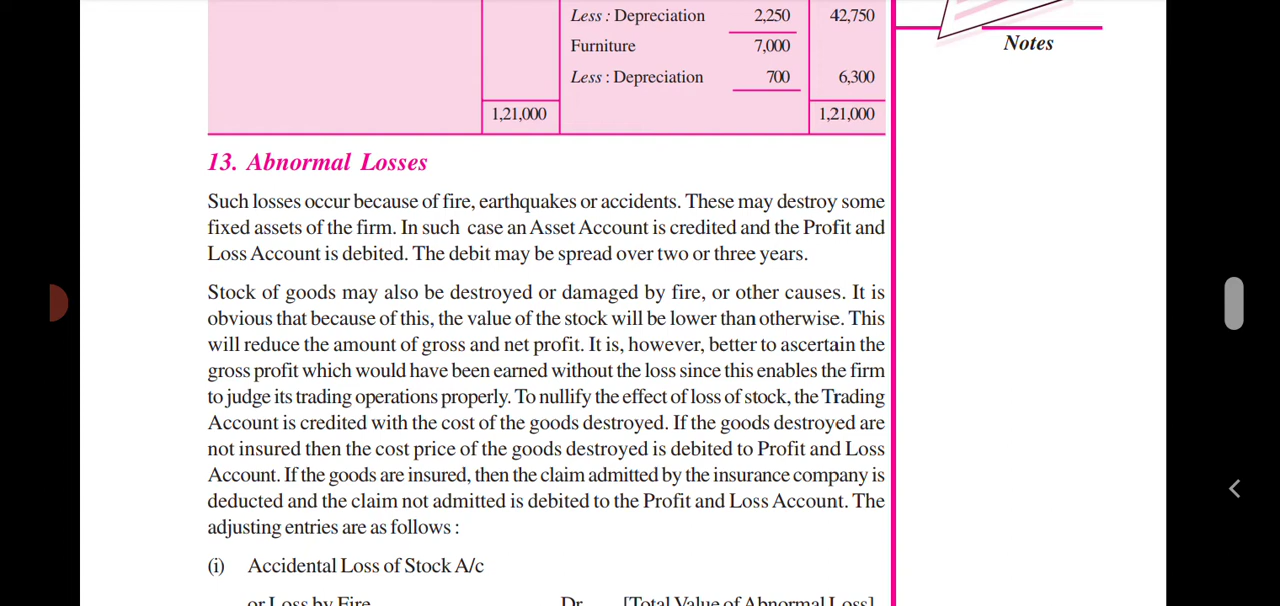 Less : Depreciation 2,250 42,750
Furniture 7,000
Less : Depreciation 700 6,300
1,21,000 1,21,000
Notes
13. Abnormal Losses
Such losses occur because of fire, earthquakes or accidents. These may destroy some
fixed assets of the firm. In such case an Asset Account is credited and the Profit and
Loss Account is debited. The debit may be spread over two or three years.
Stock of goods may also be destroyed or damaged by fire, or other causes. It is
obvious that because of this, the value of the stock will be lower than otherwise. This
will reduce the amount of gross and net profit. It is, however, better to ascertain the
gross profit which would have been earned without the loss since this enables the firm
to judge its trading operations properly. To nullify the effect of loss of stock, the Trading
Account is credited with the cost of the goods destroyed. If the goods destroyed are
not insured then the cost price of the goods destroyed is debited to Profit and Loss
Account. If the goods are insured, then the claim admitted by the insurance company is
deducted and the claim not admitted is debited to the Profit and Loss Account. The
adjusting entries are as follows :
(i) Accidental Loss of Stock A/c
or Loss by Fire Dr. [Total Value of Abnormal Loss]